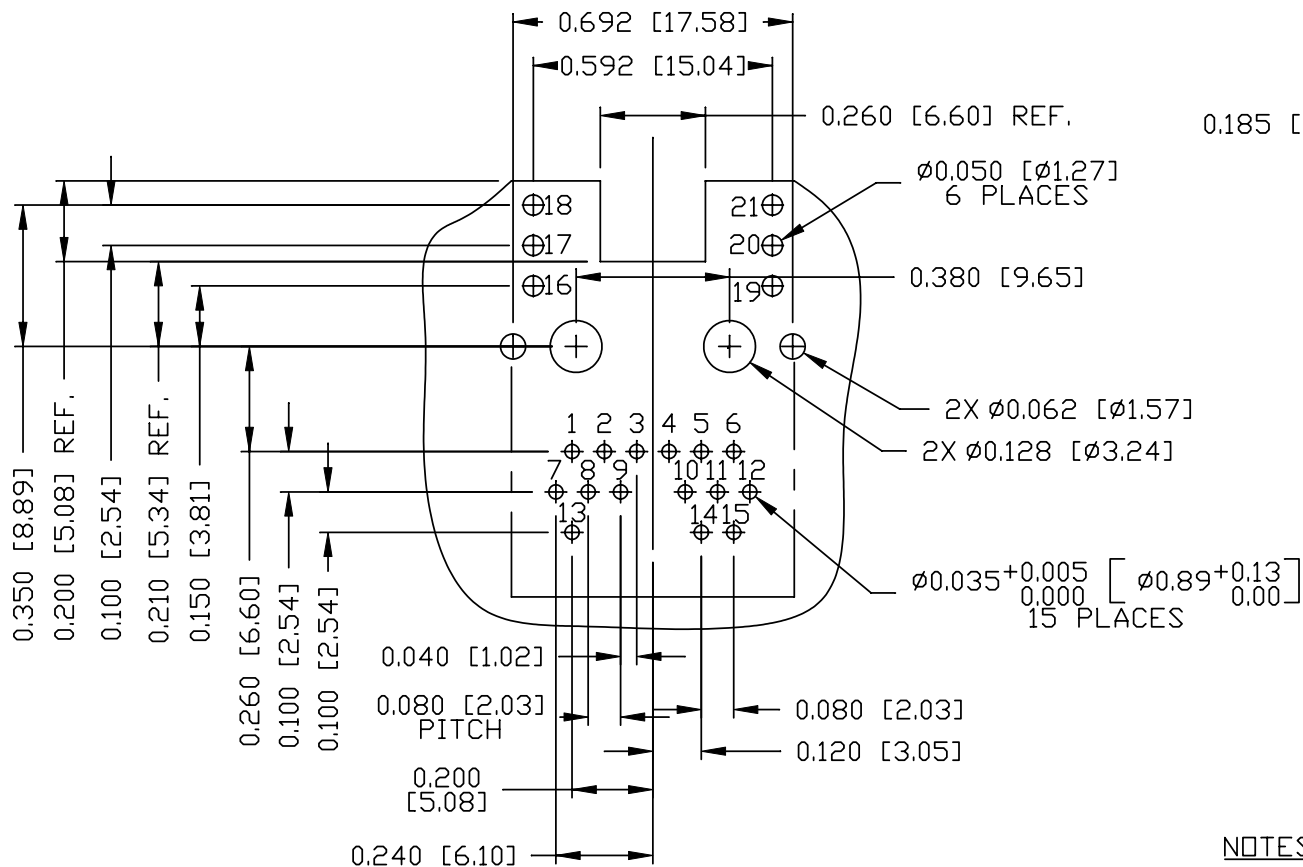 0.692 [17.58]
0.592 [15.04]
0.260 [6.60] REF.
0.185 [
Ø0.050 [Ø1.27]
6 PLACES
18
21
17
20
0.380 [9.65]
16
19
2X Ø0.062 [Ø1.57]
2X Ø0.128 [Ø3.24]
1 2 3 4 5 6
7 8 9 10 11 12
13 14 15
Ø0.035+0.005 [Ø0.89+0.13]
0.000 0.00
15 PLACES
0.350 [8.89]
0.200 [5.08] REF.
0.100 [2.54]
0.210 [5.34] REF.
0.150 [3.81]
0.260 [6.60]
0.100 [2.54]
0.100 [2.54]
0.040 [1.02]
0.080 [2.03]
PITCH
0.080 [2.03]
0.120 [3.05]
0.200
[5.08]
0.240 [6.10]
NOTES